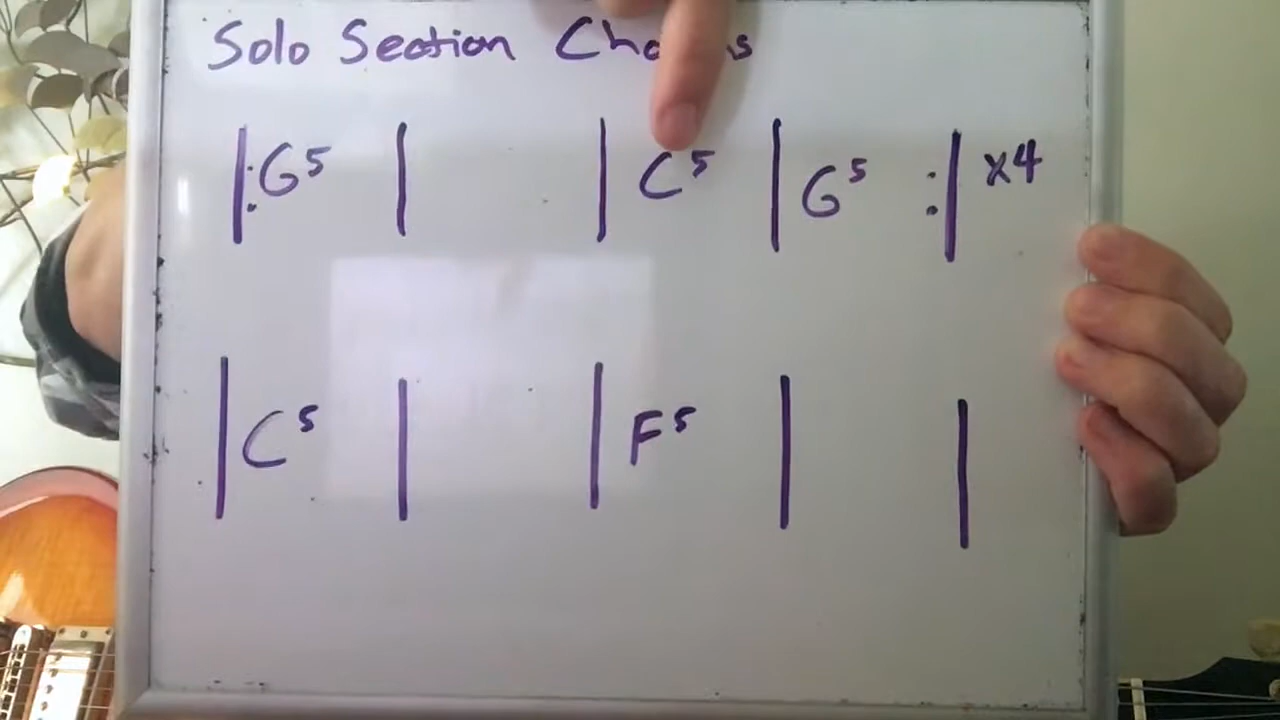 Solo Section
|: G5 | | C5 | G5 :| x4
| C5 | | F5 | |